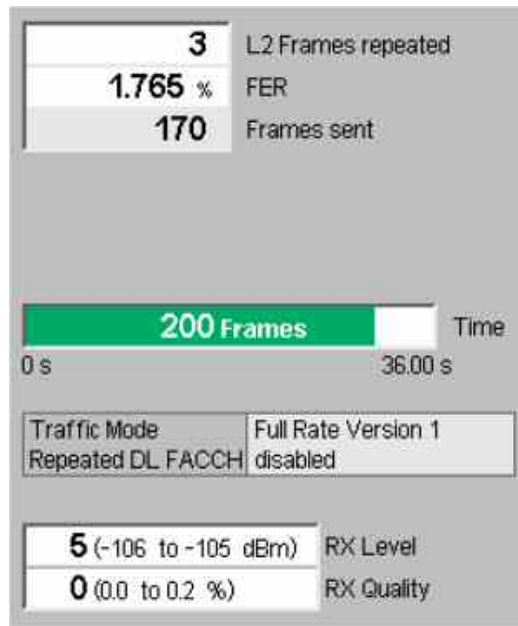 3 L2 Frames repeated
1.765 % FER
170 Frames sent
200 Frames Time
0 s 36.00 s
Traffic Mode Full Rate Version 1
Repeated DL FACCH disabled
5 (-106 to -105 dBm) RX Level
0 (0.0 to 0.2 %) RX Quality